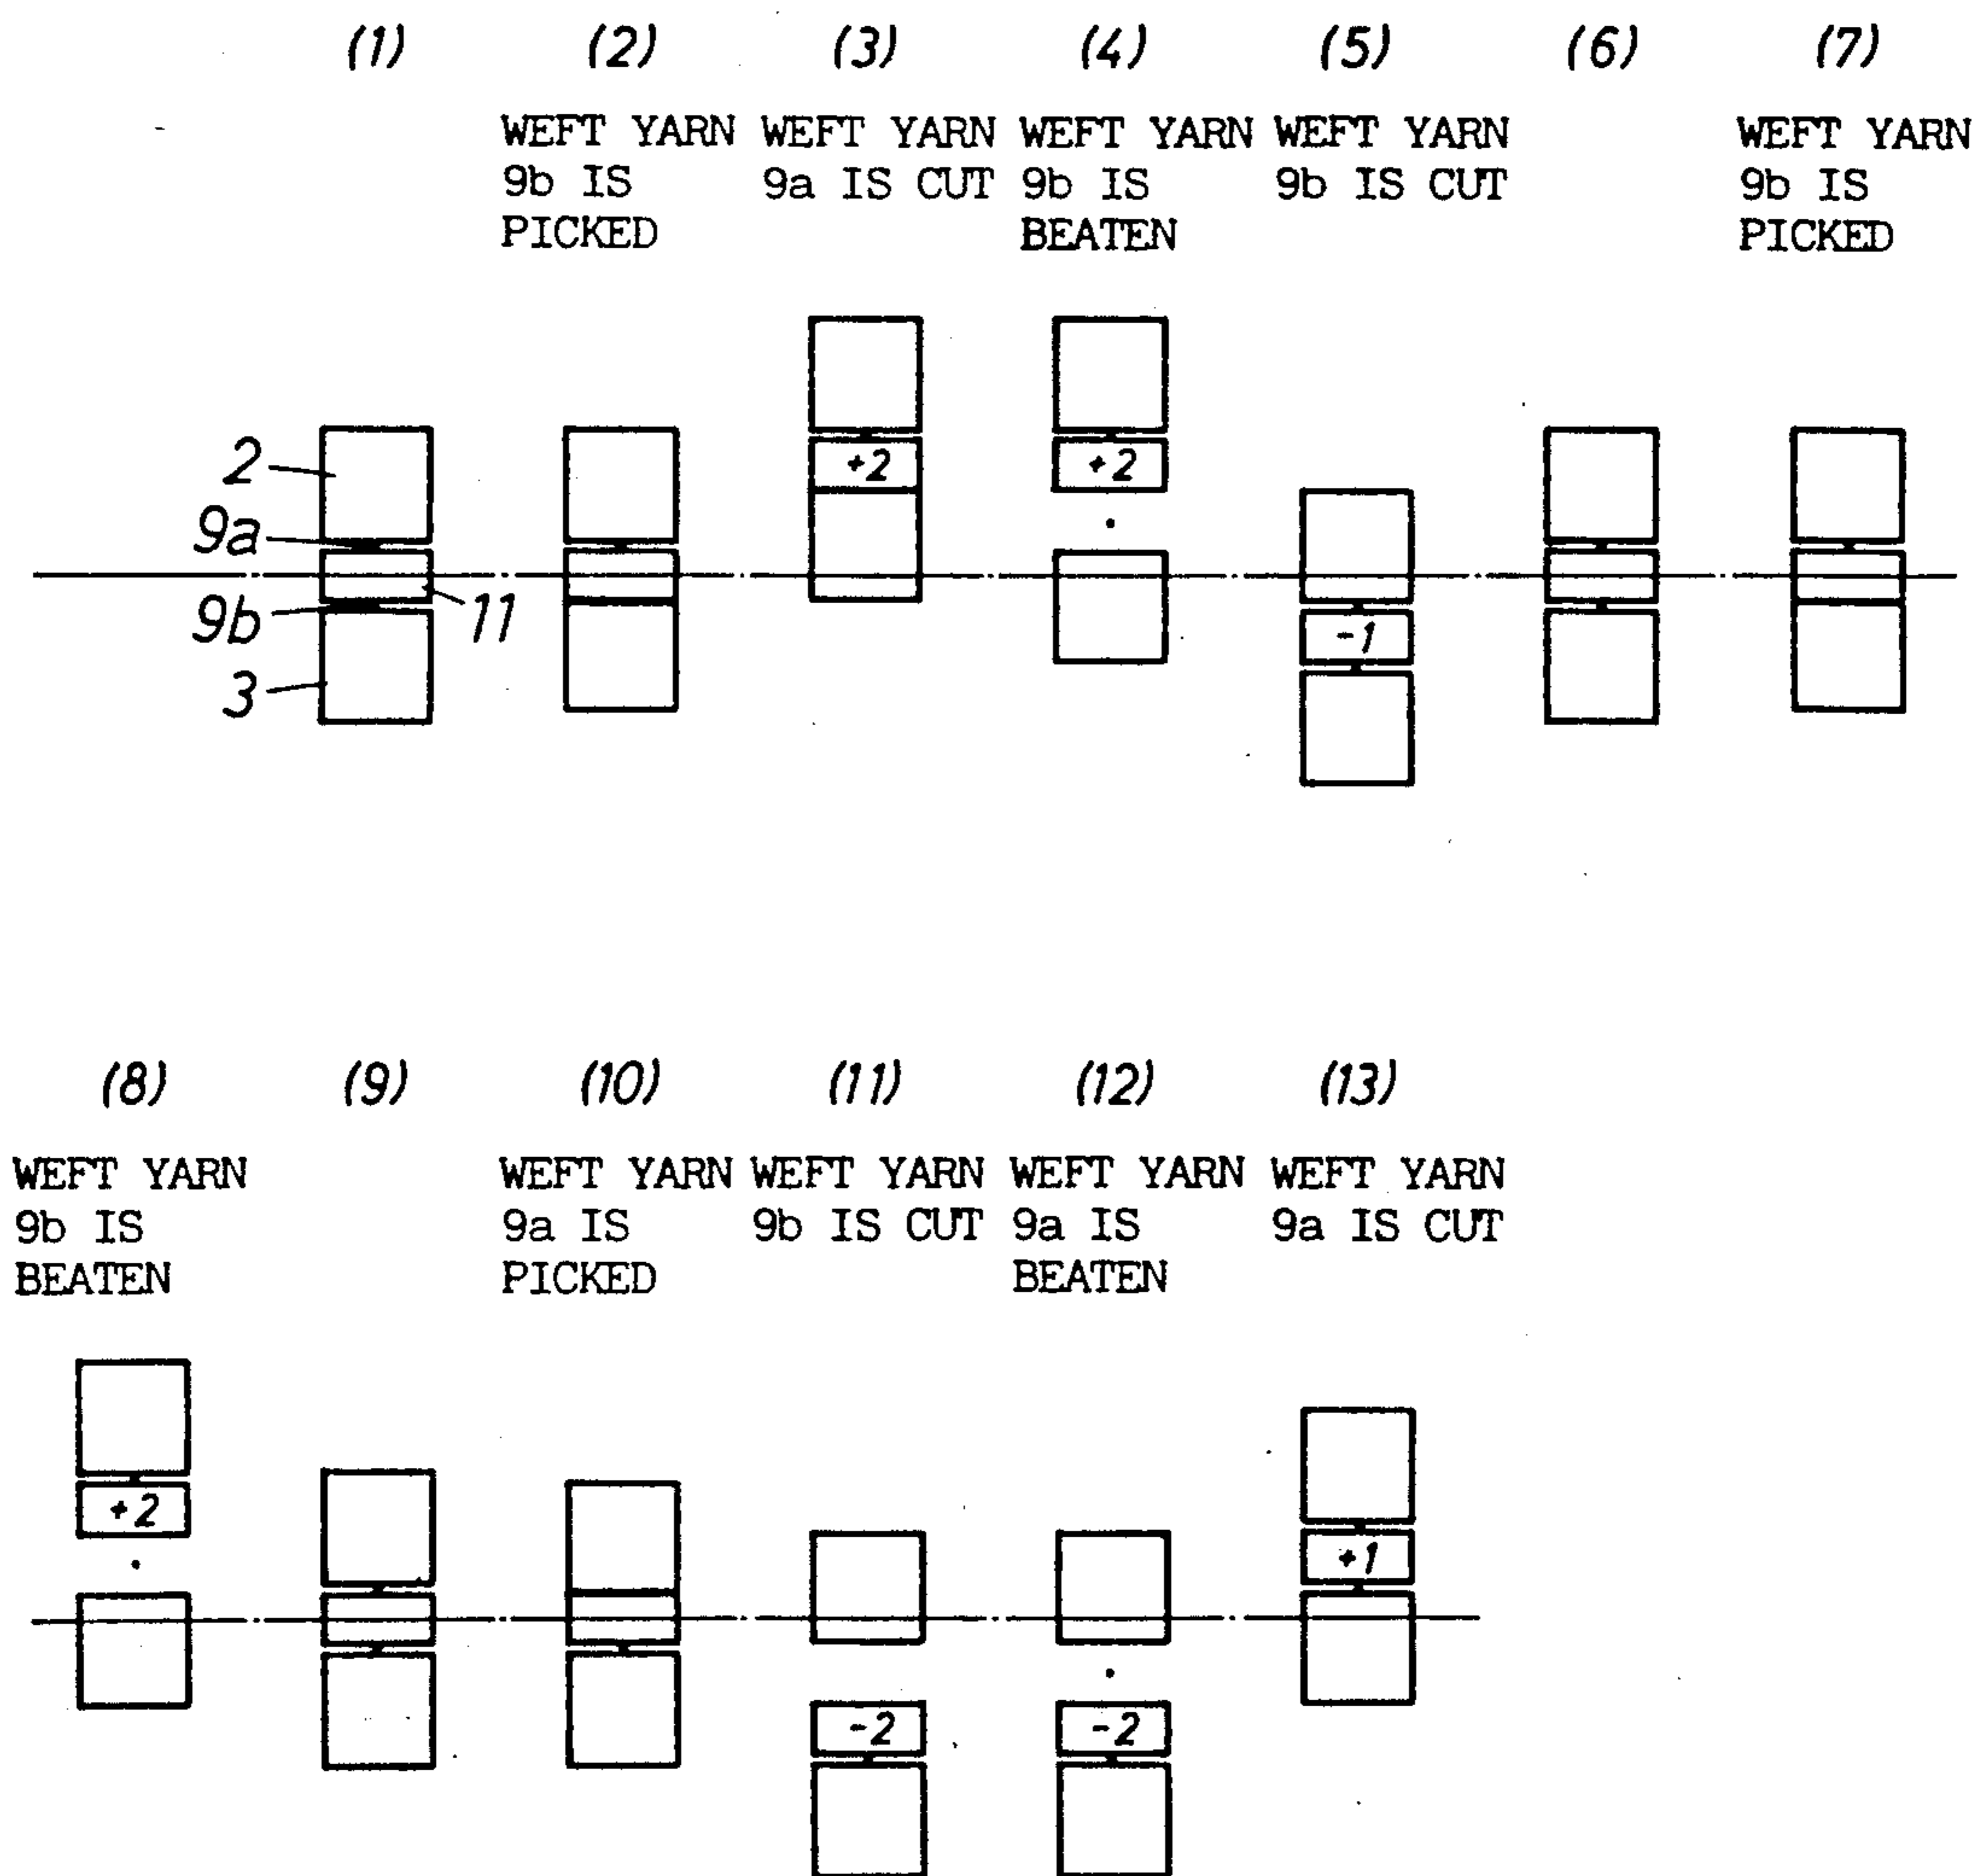 (1) (2) (3) (4) (5) (6) (7)
WEFT YARN WEFT YARN WEFT YARN WEFT YARN WEFT YARN
9b IS 9a IS CUT 9b IS 9b IS CUT 9b IS
PICKED BEATEN PICKED
2 +2 +2
9a
9b 11 -1
3
(8) (9) (10) (11) (12) (13)
WEFT YARN WEFT YARN WEFT YARN WEFT YARN WEFT YARN
9b IS 9a IS 9b IS CUT 9a IS 9a IS CUT
BEATEN PICKED BEATEN
+2
+1
-2 -2